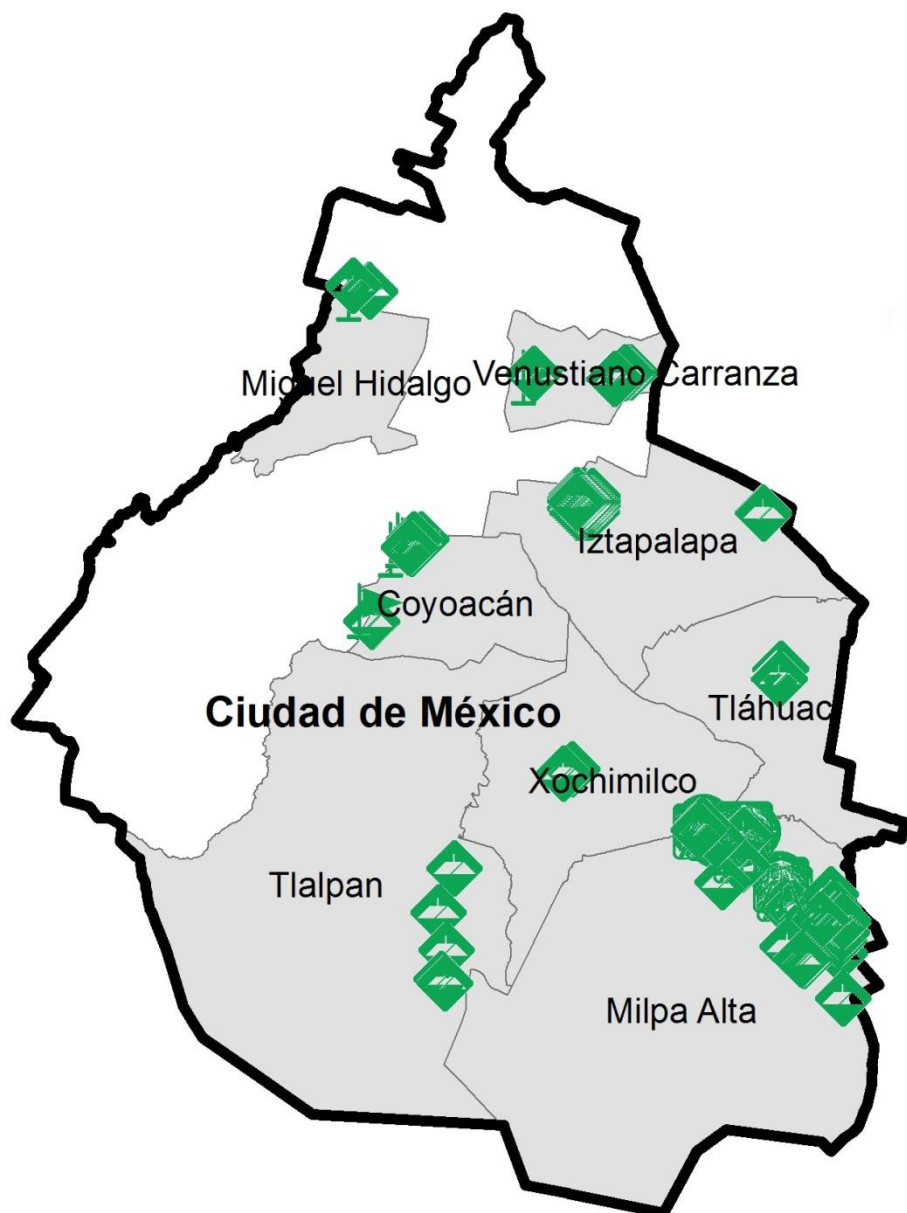 Miguel Hidalgo
Venustiano Carranza
Iztapalapa
Coyoacán
Ciudad de México
Tláhuac
Xochimilco
Tlalpan
Milpa Alta